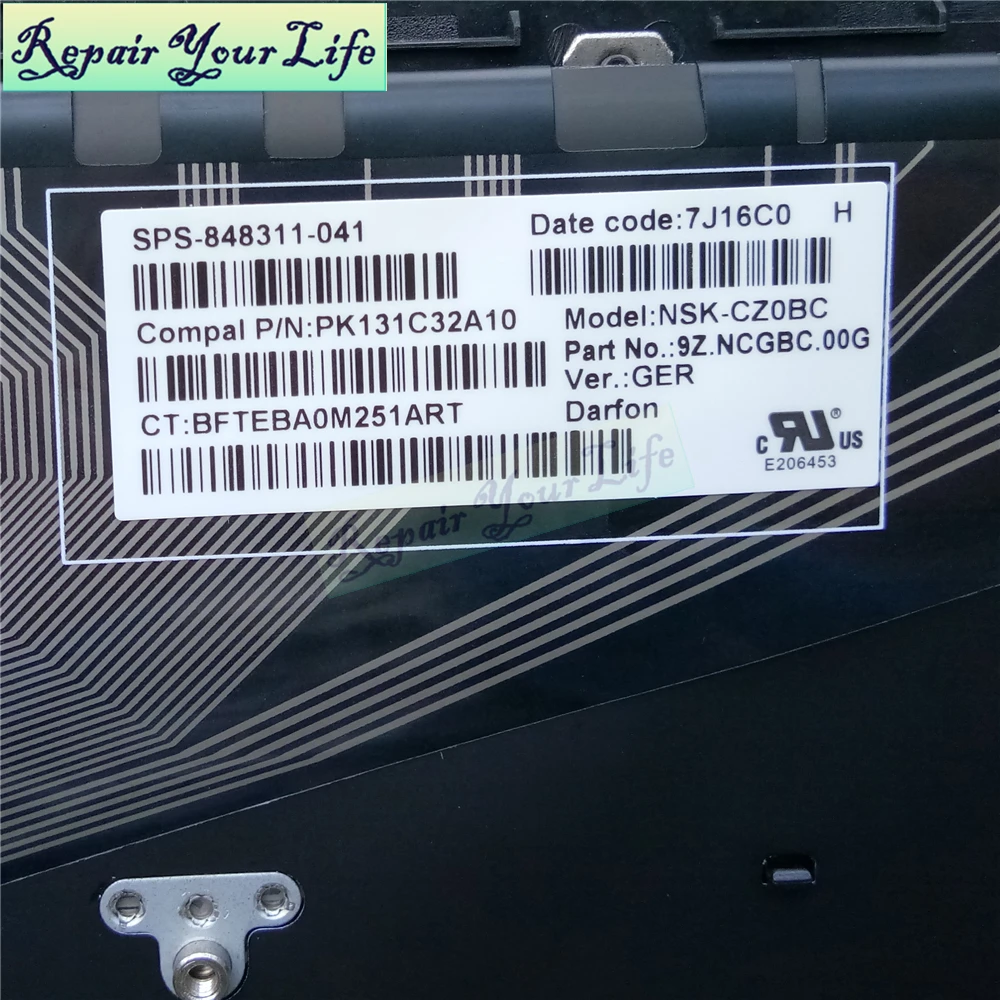 Repair Your Life
SPS-848311-041
Date code:7J16C0 H
Compal P/N:PK131C32A10
Model:NSK-CZ0BC
Part No.:9Z.NCGBC.00G
Ver.:GER
CT:BFTEBA0M251ART
Darfon
c RU ® US
E206453
Repair Your Life